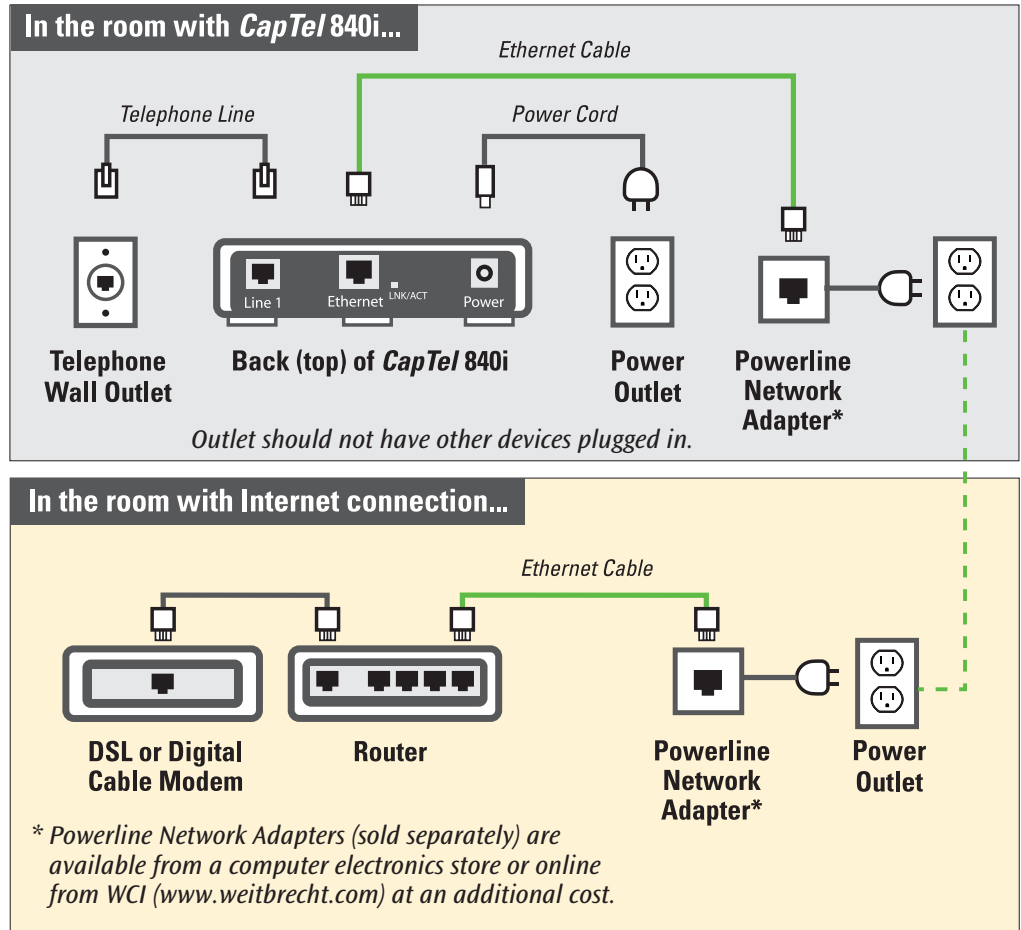 In the room with CapTel 840i...
Ethernet Cable
Telephone Line
Power Cord
Line 1
Ethernet
LNK/ACT
Power
Telephone
Wall Outlet
Back (top) of CapTel 840i
Power
Outlet
Powerline
Network
Adapter*
Outlet should not have other devices plugged in.
In the room with Internet connection...
Ethernet Cable
DSL or Digital
Cable Modem
Router
Powerline
Network
Adapter*
Power
Outlet
* Powerline Network Adapters (sold separately) are
available from a computer electronics store or online
from WCI (www.weitbrecht.com) at an additional cost.